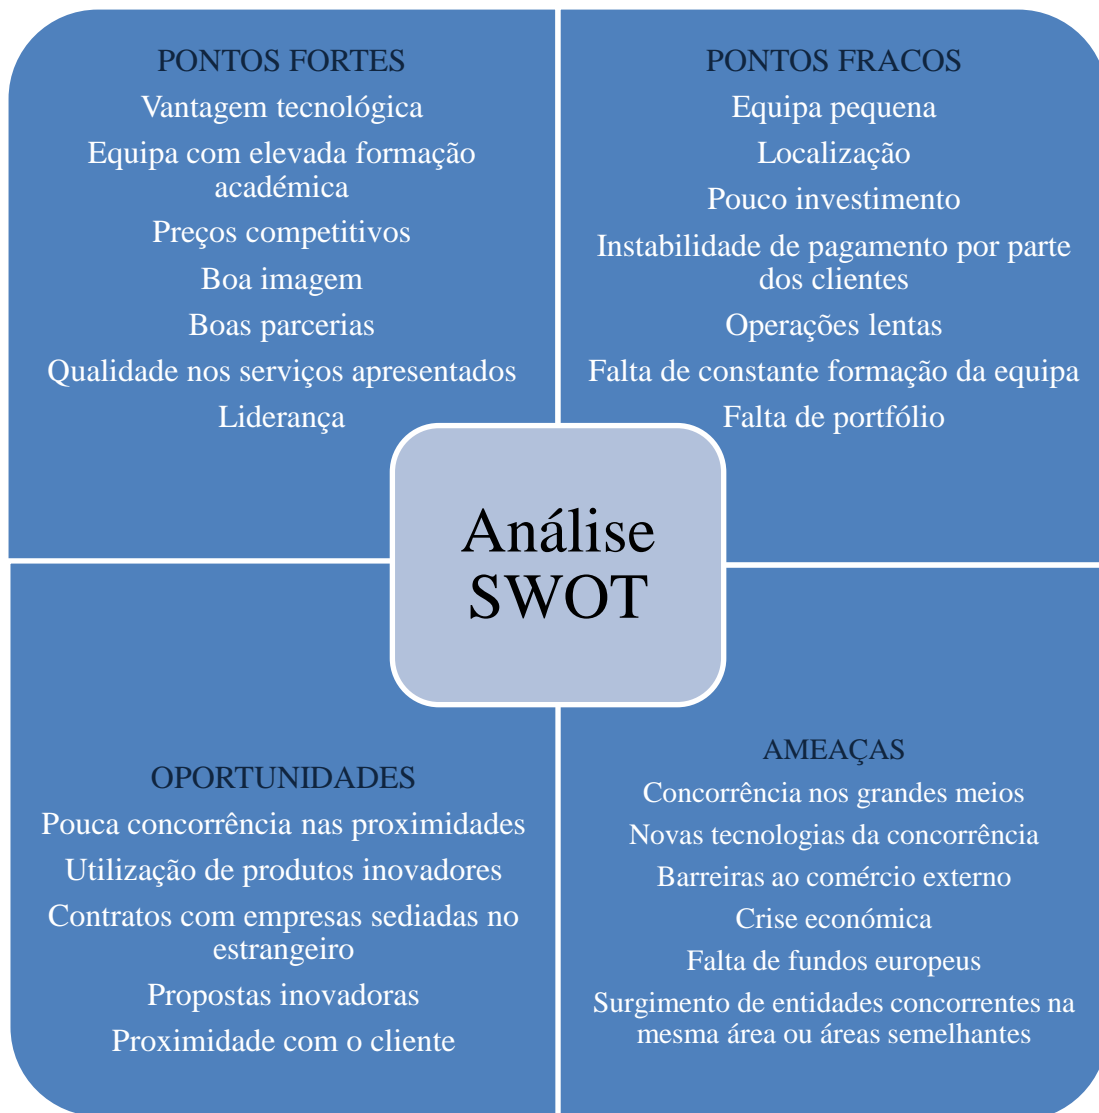 PONTOS FORTES
Vantagem tecnológica
Equipa com elevada formação
académica
Preços competitivos
Boa imagem
Boas parcerias
Qualidade nos serviços apresentados
Liderança
PONTOS FRACOS
Equipa pequena
Localização
Pouco investimento
Instabilidade de pagamento por parte
dos clientes
Operações lentas
Falta de constante formação da equipa
Falta de portfólio
Análise
SWOT
OPORTUNIDADES
Pouca concorrência nas proximidades
Utilização de produtos inovadores
Contratos com empresas sediadas no
estrangeiro
Propostas inovadoras
Proximidade com o cliente
AMEAÇAS
Concorrência nos grandes meios
Novas tecnologias da concorrência
Barreiras ao comércio externo
Crise económica
Falta de fundos europeus
Surgimento de entidades concorrentes na
mesma área ou áreas semelhantes